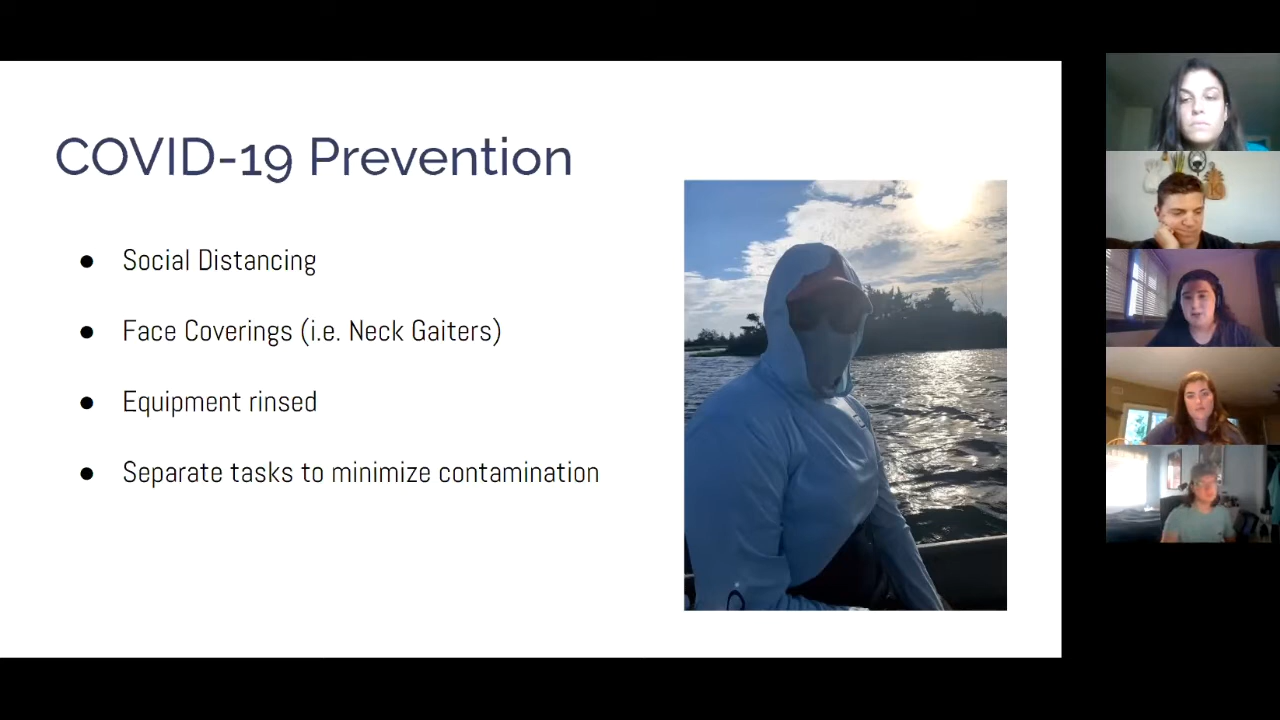 COVID-19 Prevention
● Social Distancing
● Face Coverings (i.e. Neck Gaiters)
● Equipment rinsed
● Separate tasks to minimize contamination